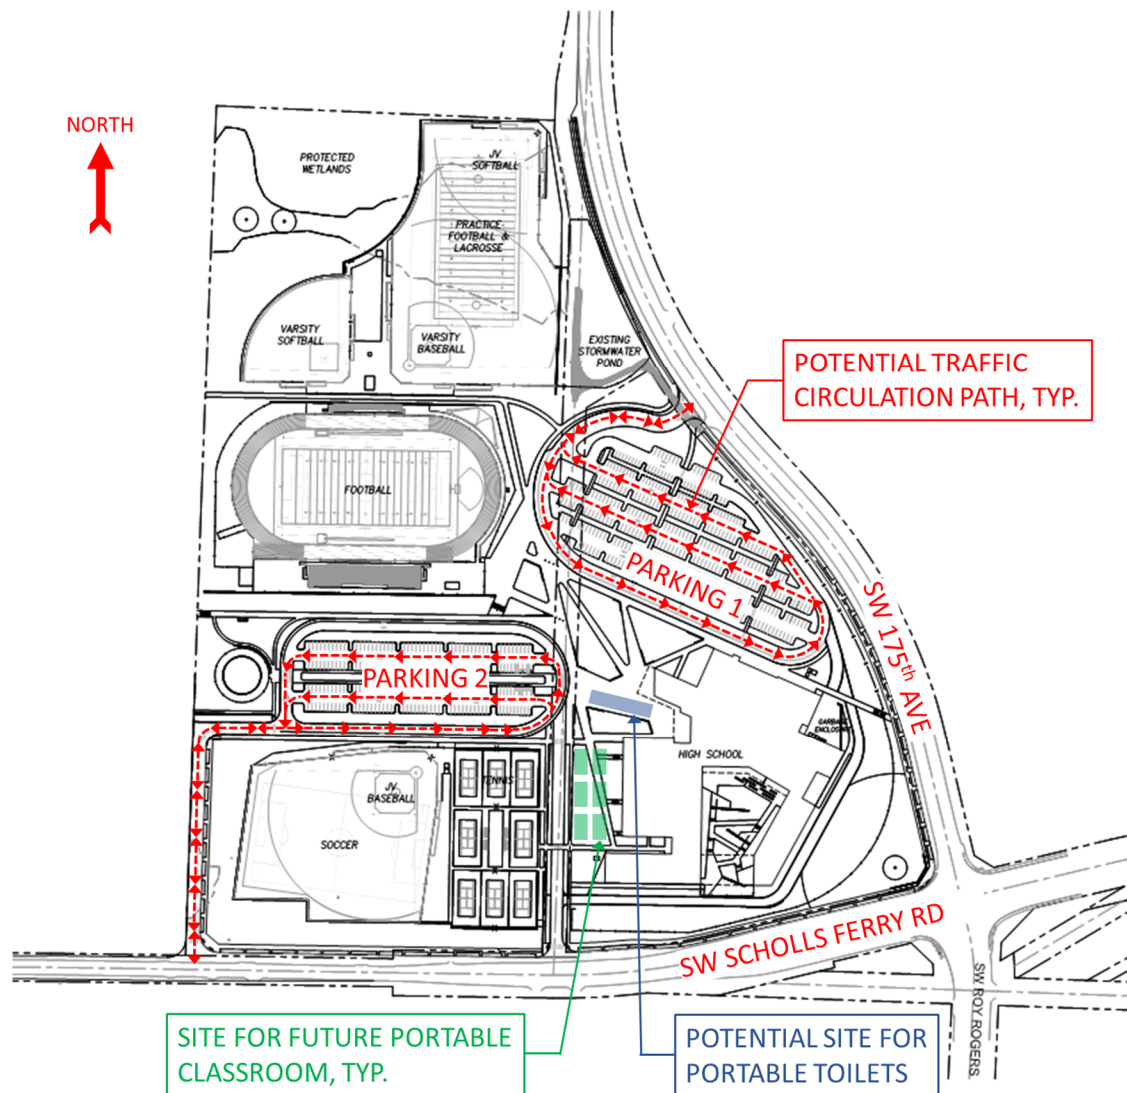 NORTH
PROTECTED
WETLANDS
JV
SOFTBALL
PRACTICE
FOOTBALL &
LACROSSE
VARSITY
SOFTBALL
VARSITY
BASEBALL
EXISTING
STORMWATER
POND
POTENTIAL TRAFFIC
CIRCULATION PATH, TYP.
FOOTBALL
PARKING 1
SW 175th AVE
PARKING 2
GARBAGE
ENCLOSURE
HIGH SCHOOL
TENNIS
JV
BASEBALL
SOCCER
SW SCHOLLS FERRY RD
SW ROY ROGERS
SITE FOR FUTURE PORTABLE
CLASSROOM, TYP.
POTENTIAL SITE FOR
PORTABLE TOILETS